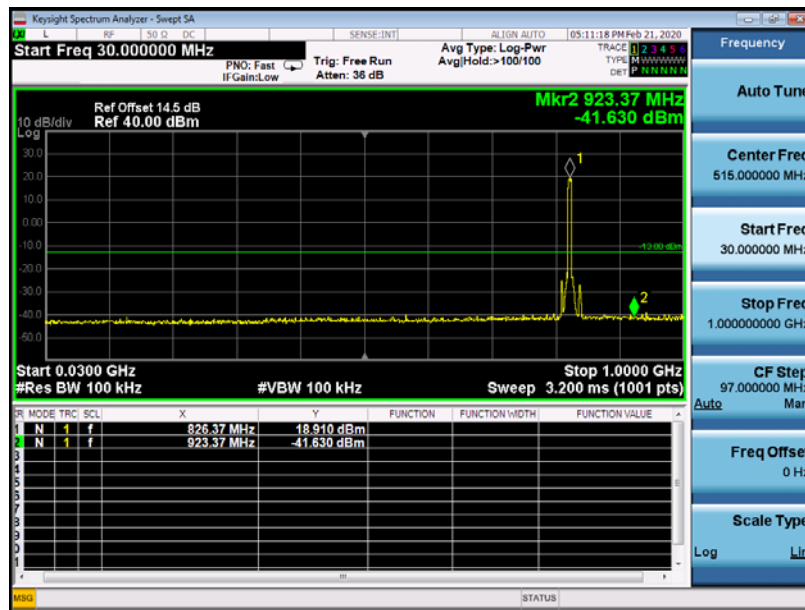 Keysight Spectrum Analyzer - Swept SA
L RF 50 Ω DC SENSE:INT ALIGN AUTO 05:11:18 PM Feb 21, 2020
Start Freq 30.000000 MHz
PNO: Fast
IFGain:Low
Trig: Free Run
Atten: 36 dB
Avg Type: Log-Pwr
Avg|Hold:>100/100
TRACE 1 2 3 4 5 6
TYPE M W W W W W
DET P N N N N N
Ref Offset 14.5 dB
10 dB/div Ref 40.00 dBm
Log
Mkr2 923.37 MHz
-41.630 dBm
30.0
20.0
10.0
0.00
-10.0
-20.0
-30.0
-40.0
-50.0
1
-13.00 dBm
2
Start 0.0300 GHz Stop 1.0000 GHz
#Res BW 100 kHz #VBW 100 kHz Sweep 3.200 ms (1001 pts)
MODE TRC SCL X Y FUNCTION FUNCTION WIDTH FUNCTION VALUE
1 N 1 f 826.37 MHz 18.910 dBm
2 N 1 f 923.37 MHz -41.630 dBm
3
4
5
6
7
8
9
0
1
MSG STATUS
Frequency
Auto Tune
Center Freq
515.000000 MHz
Start Freq
30.000000 MHz
Stop Freq
1.000000000 GHz
CF Step
97.000000 MHz
Auto Man
Freq Offset
0 Hz
Scale Type
Log Lin